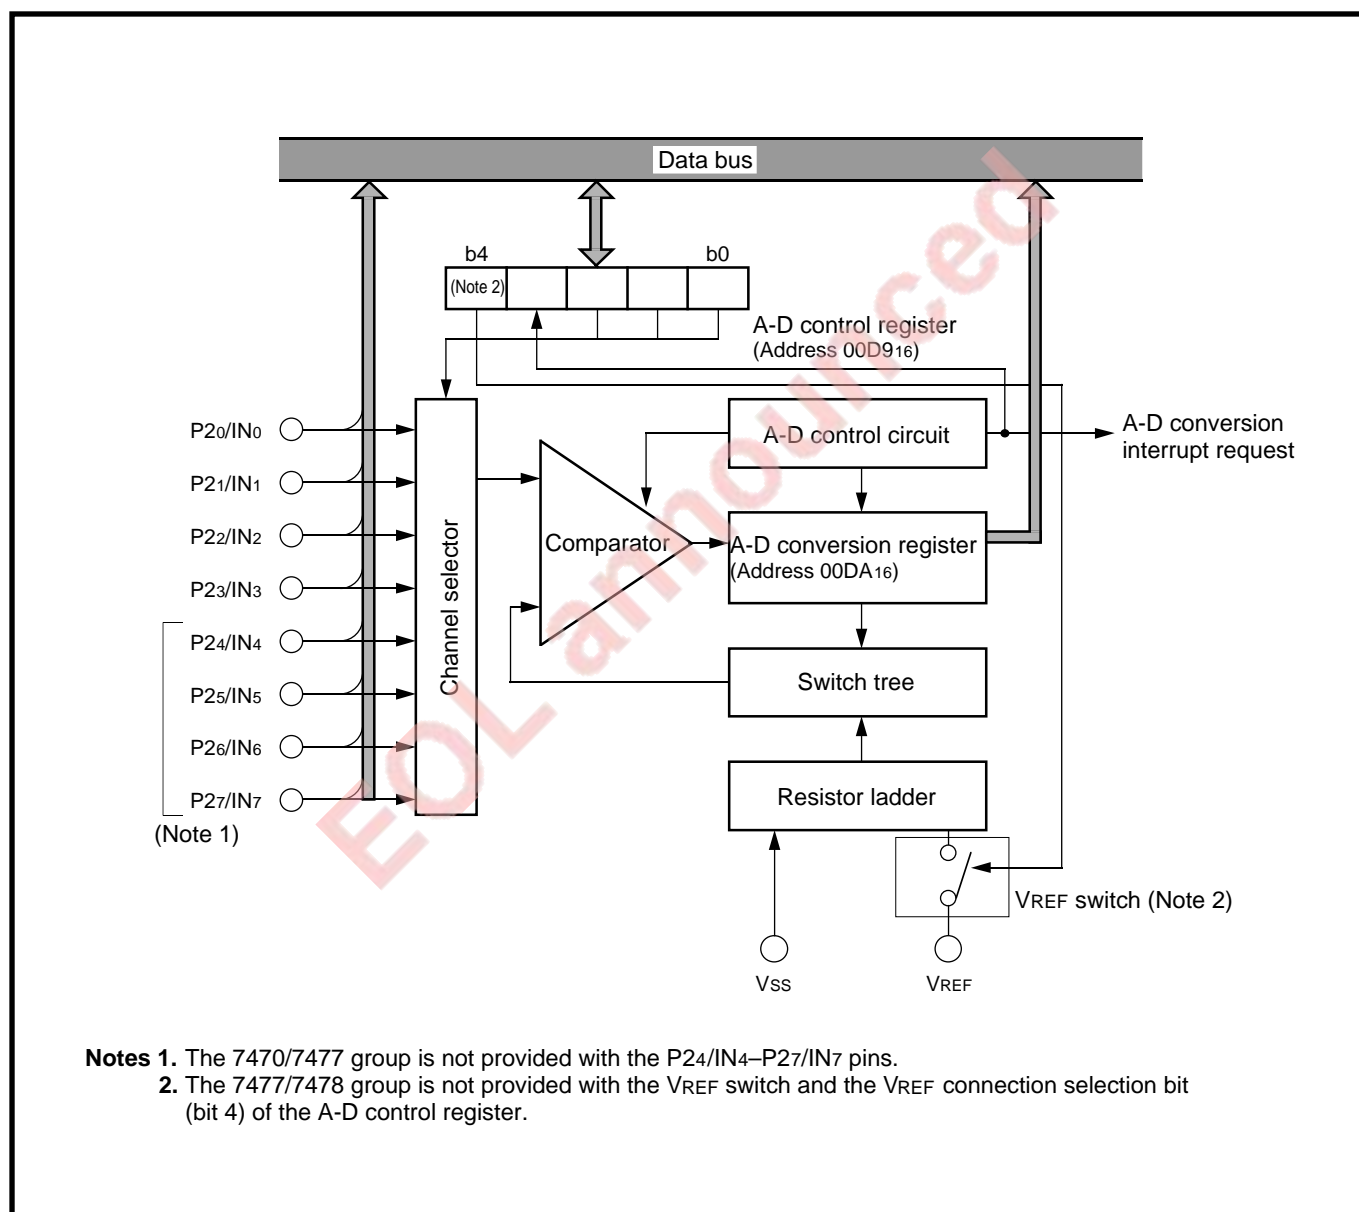 Data bus
b4
b0
(Note 2)
A-D control register
(Address 00D916)
P20/IN0
P21/IN1
P22/IN2
P23/IN3
P24/IN4
P25/IN5
P26/IN6
P27/IN7
(Note 1)
Channel selector
Comparator
A-D control circuit
A-D conversion
interrupt request
A-D conversion register
(Address 00DA16)
Switch tree
Resistor ladder
VREF switch (Note 2)
VSS
VREF
EOL announced
Notes 1. The 7470/7477 group is not provided with the P24/IN4–P27/IN7 pins.
2. The 7477/7478 group is not provided with the VREF switch and the VREF connection selection bit
(bit 4) of the A-D control register.